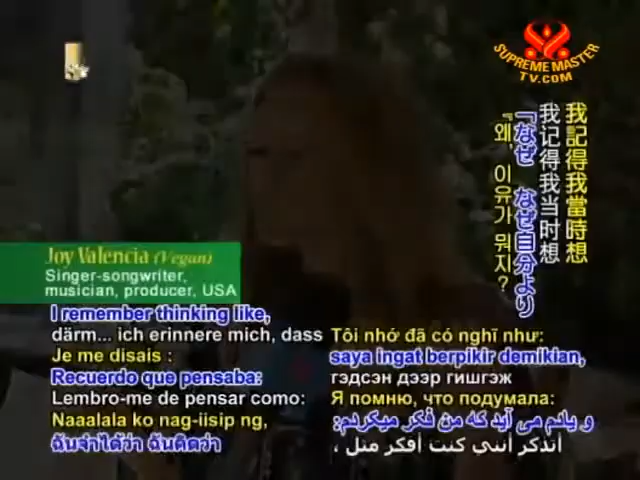 SUPREME MASTER
TV.COM
我記得我當時想
我记得我当时想
「なぜ なぜ自分より
"왜, 이유가 뭐지?
Joy Valencia (Vegan)
Singer-songwriter,
musician, producer, USA
I remember thinking like,
därm... ich erinnere mich, dass
Je me disais :
Recuerdo que pensaba:
Lembro-me de pensar como:
Naaalala ko nag-iisip ng,
ฉันจำได้ว่า ฉันคิดว่า
Tôi nhớ đã có nghĩ như:
saya ingat berpikir demikian,
гэдсэн дээр гишгэж
Я помню, что подумала:
و یادم می آید که من فکر میکردم:
أتذكر أنني كنت أفكر مثل ،